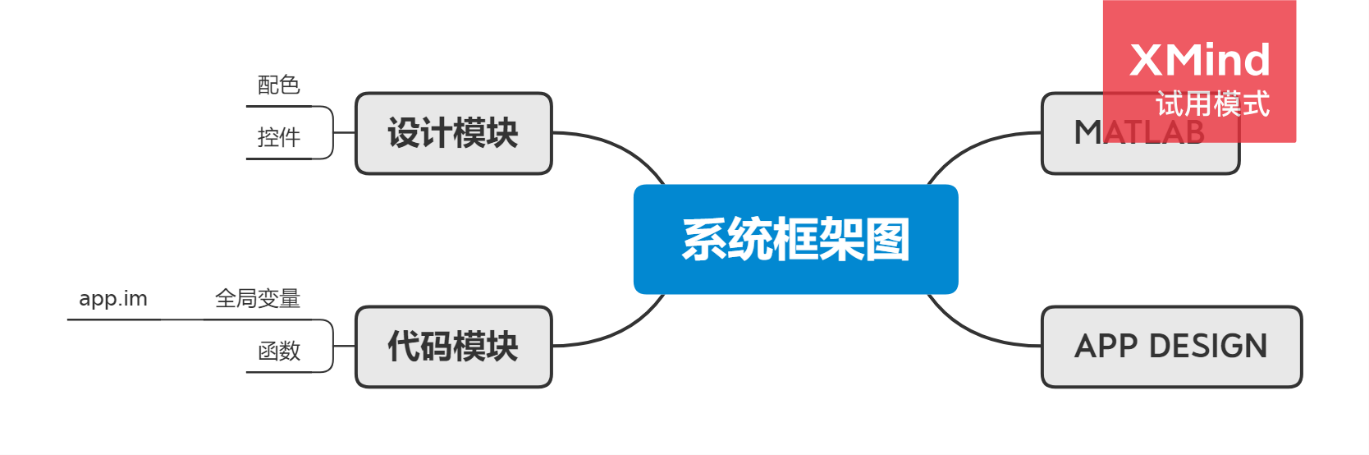 XMind
试用模式
配色
设计模块
MATLAB
控件
系统框架图
app.im
全局变量
代码模块
APP DESIGN
函数